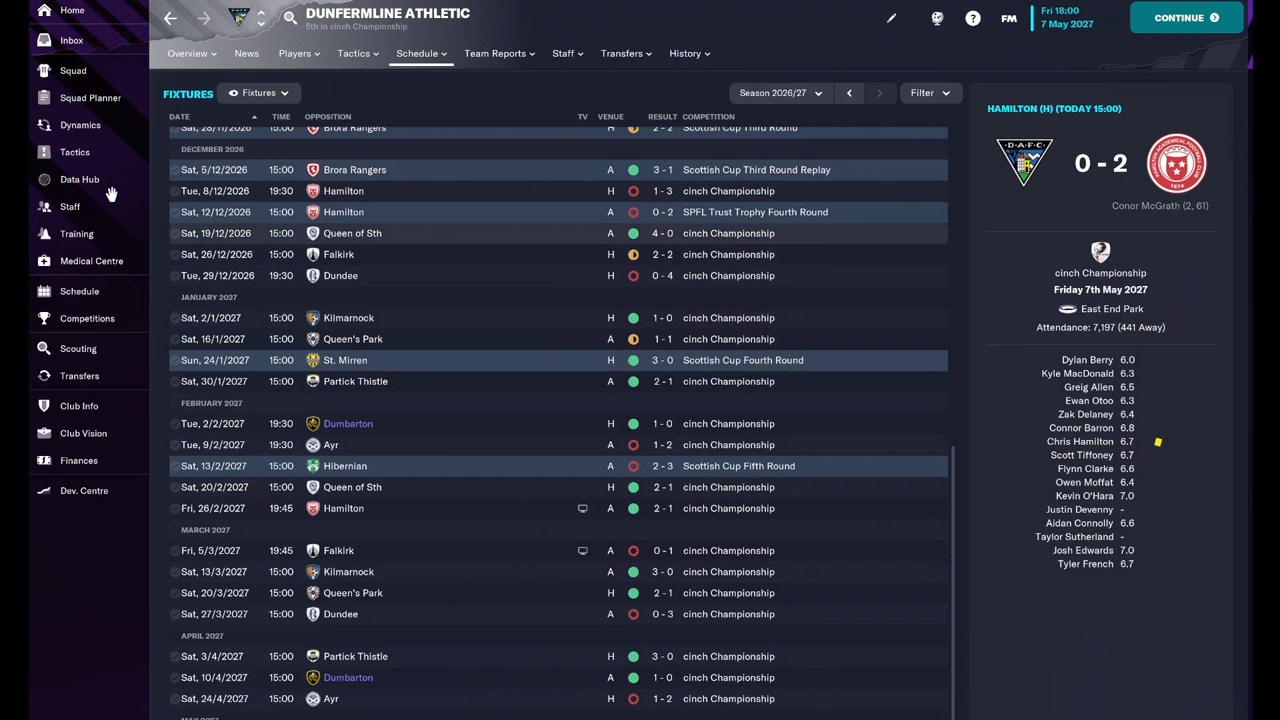 Home
DUNFERMLINE ATHLETIC
5th in cinch Championship
FM
Fri 18:00
7 May 2027
CONTINUE
Inbox
Overview
News
Players
Tactics
Schedule
Team Reports
Staff
Transfers
History
Squad
Squad Planner
Dynamics
Tactics
Data Hub
Staff
Training
Medical Centre
Schedule
Competitions
Scouting
Transfers
Club Info
Club Vision
Finances
Dev. Centre
FIXTURES
Fixtures
Season 2026/27
Filter
DATE TIME OPPOSITION TV VENUE RESULT COMPETITION
Sat, 28/11/2026 15:00 Brora Rangers H 2 - 2 Scottish Cup Third Round
DECEMBER 2026
Sat, 5/12/2026 15:00 Brora Rangers A 3 - 1 Scottish Cup Third Round Replay
Tue, 8/12/2026 19:30 Hamilton H 1 - 3 cinch Championship
Sat, 12/12/2026 15:00 Hamilton A 0 - 2 SPFL Trust Trophy Fourth Round
Sat, 19/12/2026 15:00 Queen of Sth A 4 - 0 cinch Championship
Sat, 26/12/2026 15:00 Falkirk H 2 - 2 cinch Championship
Tue, 29/12/2026 19:30 Dundee H 0 - 4 cinch Championship
JANUARY 2027
Sat, 2/1/2027 15:00 Kilmarnock H 1 - 0 cinch Championship
Sat, 16/1/2027 15:00 Queen's Park A 1 - 1 cinch Championship
Sun, 24/1/2027 15:00 St. Mirren H 3 - 0 Scottish Cup Fourth Round
Sat, 30/1/2027 15:00 Partick Thistle A 2 - 1 cinch Championship
FEBRUARY 2027
Tue, 2/2/2027 19:30 Dumbarton H 1 - 0 cinch Championship
Tue, 9/2/2027 19:30 Ayr A 1 - 2 cinch Championship
Sat, 13/2/2027 15:00 Hibernian A 2 - 3 Scottish Cup Fifth Round
Sat, 20/2/2027 15:00 Queen of Sth H 2 - 1 cinch Championship
Fri, 26/2/2027 19:45 Hamilton A 2 - 1 cinch Championship
MARCH 2027
Fri, 5/3/2027 19:45 Falkirk A 0 - 1 cinch Championship
Sat, 13/3/2027 15:00 Kilmarnock A 3 - 0 cinch Championship
Sat, 20/3/2027 15:00 Queen's Park H 2 - 1 cinch Championship
Sat, 27/3/2027 15:00 Dundee A 0 - 3 cinch Championship
APRIL 2027
Sat, 3/4/2027 15:00 Partick Thistle H 3 - 0 cinch Championship
Sat, 10/4/2027 15:00 Dumbarton A 1 - 0 cinch Championship
Sat, 24/4/2027 15:00 Ayr H 1 - 2 cinch Championship
HAMILTON (H) (TODAY 15:00)
D.A.F.C.
0 - 2
Conor McGrath (2, 61)
cinch Championship
Friday 7th May 2027
East End Park
Attendance: 7,197 (441 Away)
Dylan Berry 6.0
Kyle MacDonald 6.3
Greig Allen 6.5
Ewan Otoo 6.3
Zak Delaney 6.4
Connor Barron 6.8
Chris Hamilton 6.7
Scott Tiffoney 6.7
Flynn Clarke 6.6
Owen Moffat 6.4
Kevin O'Hara 7.0
Justin Devenny -
Aidan Connolly 6.6
Taylor Sutherland -
Josh Edwards 7.0
Tyler French 6.7